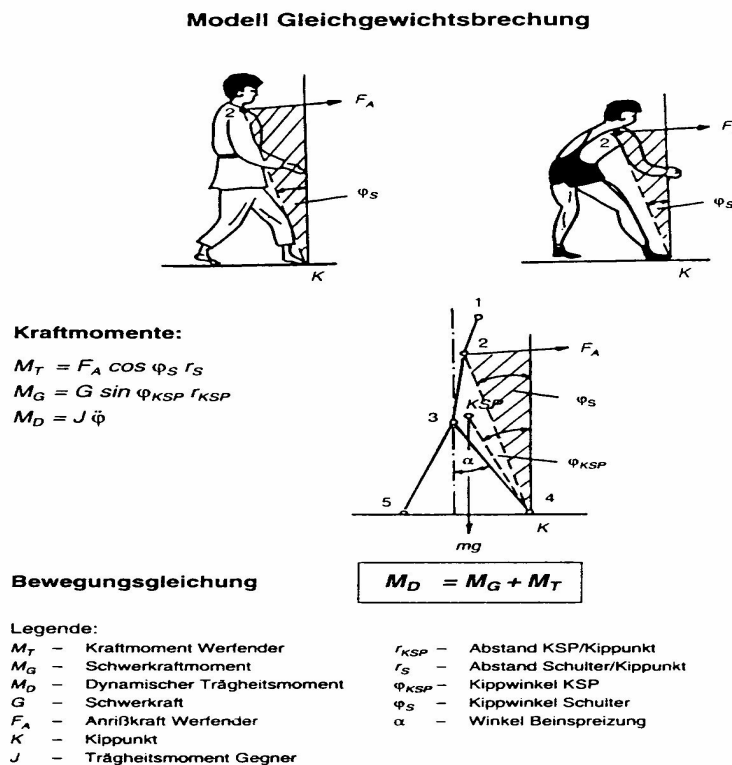 Modell Gleichgewichtsbrechung
2
F_A
φ_S
K
2
F
φ_S
K
Kraftmomente:
M_T = F_A cos φ_S r_S
M_G = G sin φ_KSP r_KSP
M_D = J φ̈
1
2
F_A
KSP
φ_S
3
α
φ_KSP
5
4
K
mg
Bewegungsgleichung
M_D = M_G + M_T
Legende:
M_T – Kraftmoment Werfender
M_G – Schwerkraftmoment
M_D – Dynamischer Trägheitsmoment
G – Schwerkraft
F_A – Anrißkraft Werfender
K – Kippunkt
J – Trägheitsmoment Gegner
r_KSP – Abstand KSP/Kippunkt
r_S – Abstand Schulter/Kippunkt
φ_KSP – Kippwinkel KSP
φ_S – Kippwinkel Schulter
α – Winkel Beinspreizung